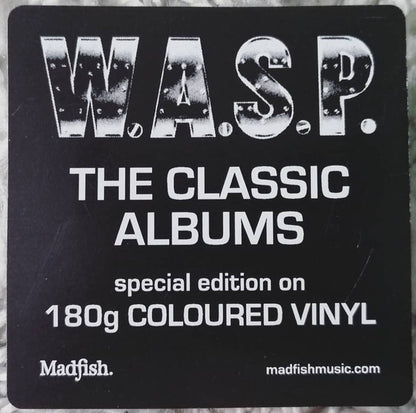 W.A.S.P.
THE CLASSIC
ALBUMS
special edition on
180g COLOURED VINYL
Madfish.
madfishmusic.com